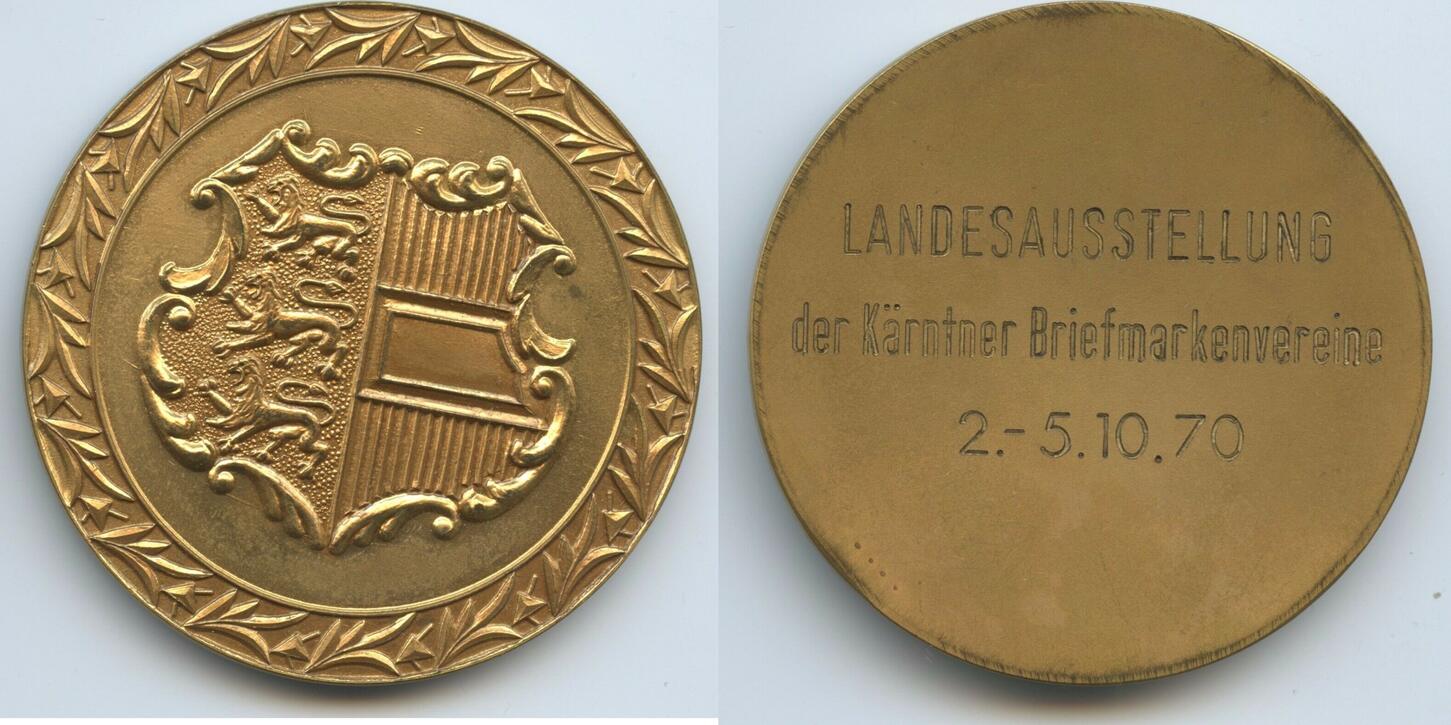 LANDESAUSSTELLUNG
der Kärntner Briefmarkenvereine
2.-5.10.70